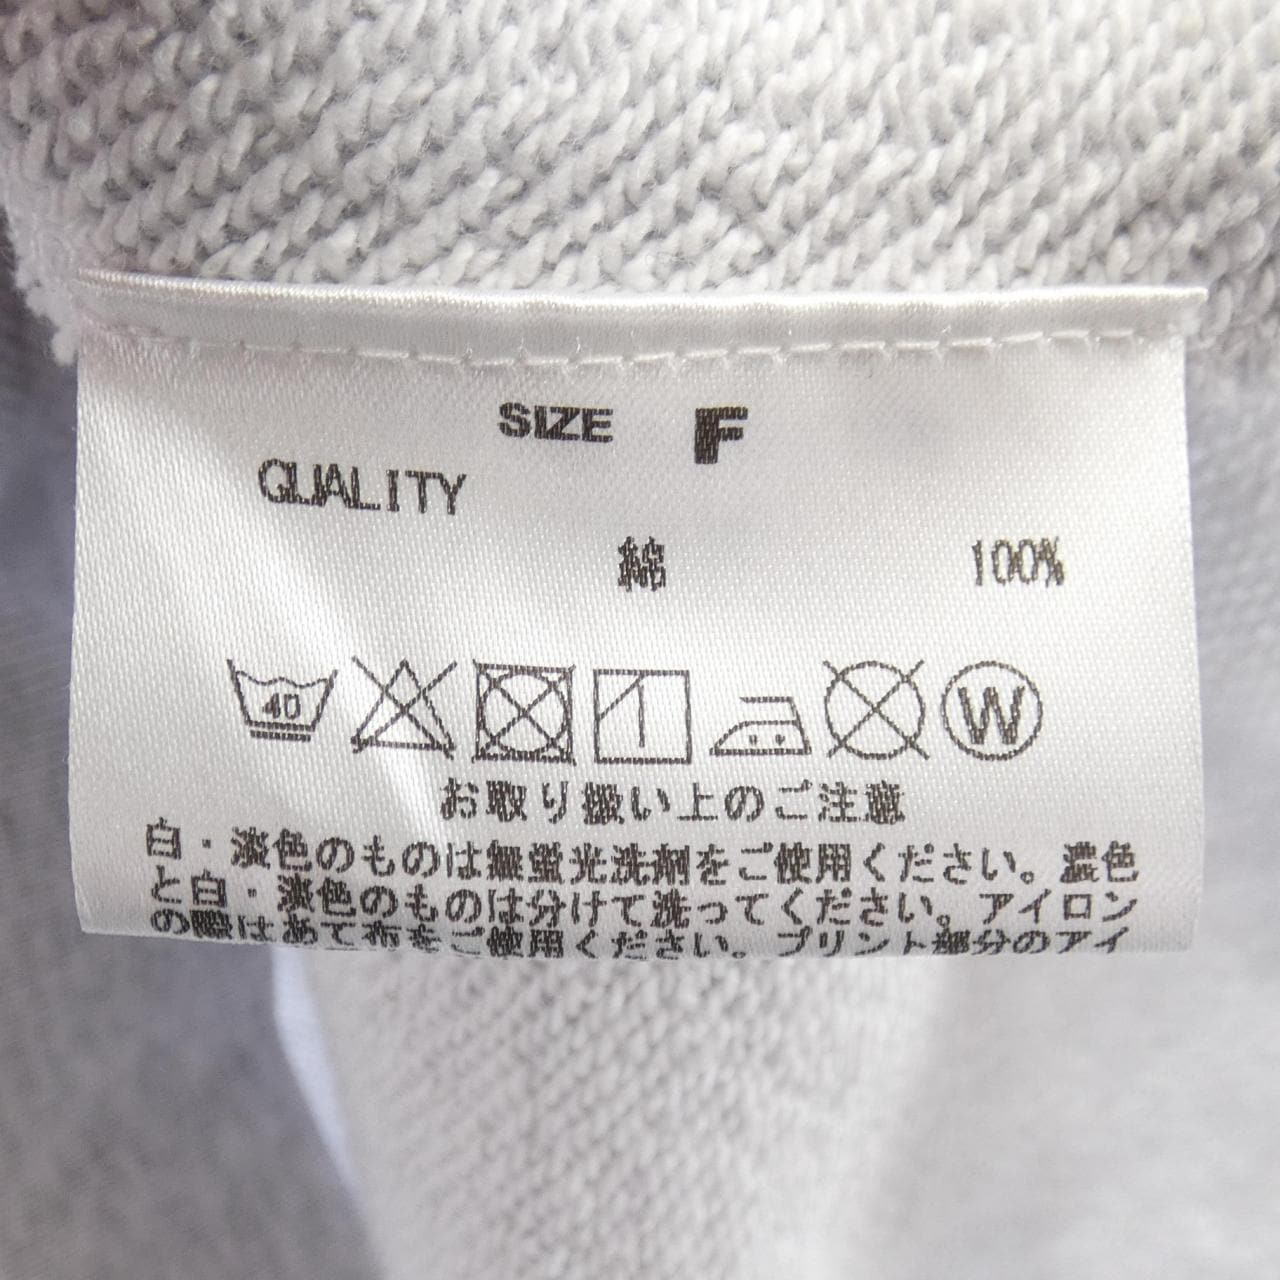 SIZE F
QUALITY
綿 100%
40 1 W
お取り扱い上のご注意
白・淡色のものは無蛍光洗剤をご使用ください。濃色
と白・淡色のものは分けて洗ってください。アイロン
の際はあて布をご使用ください。プリント部分のアイ